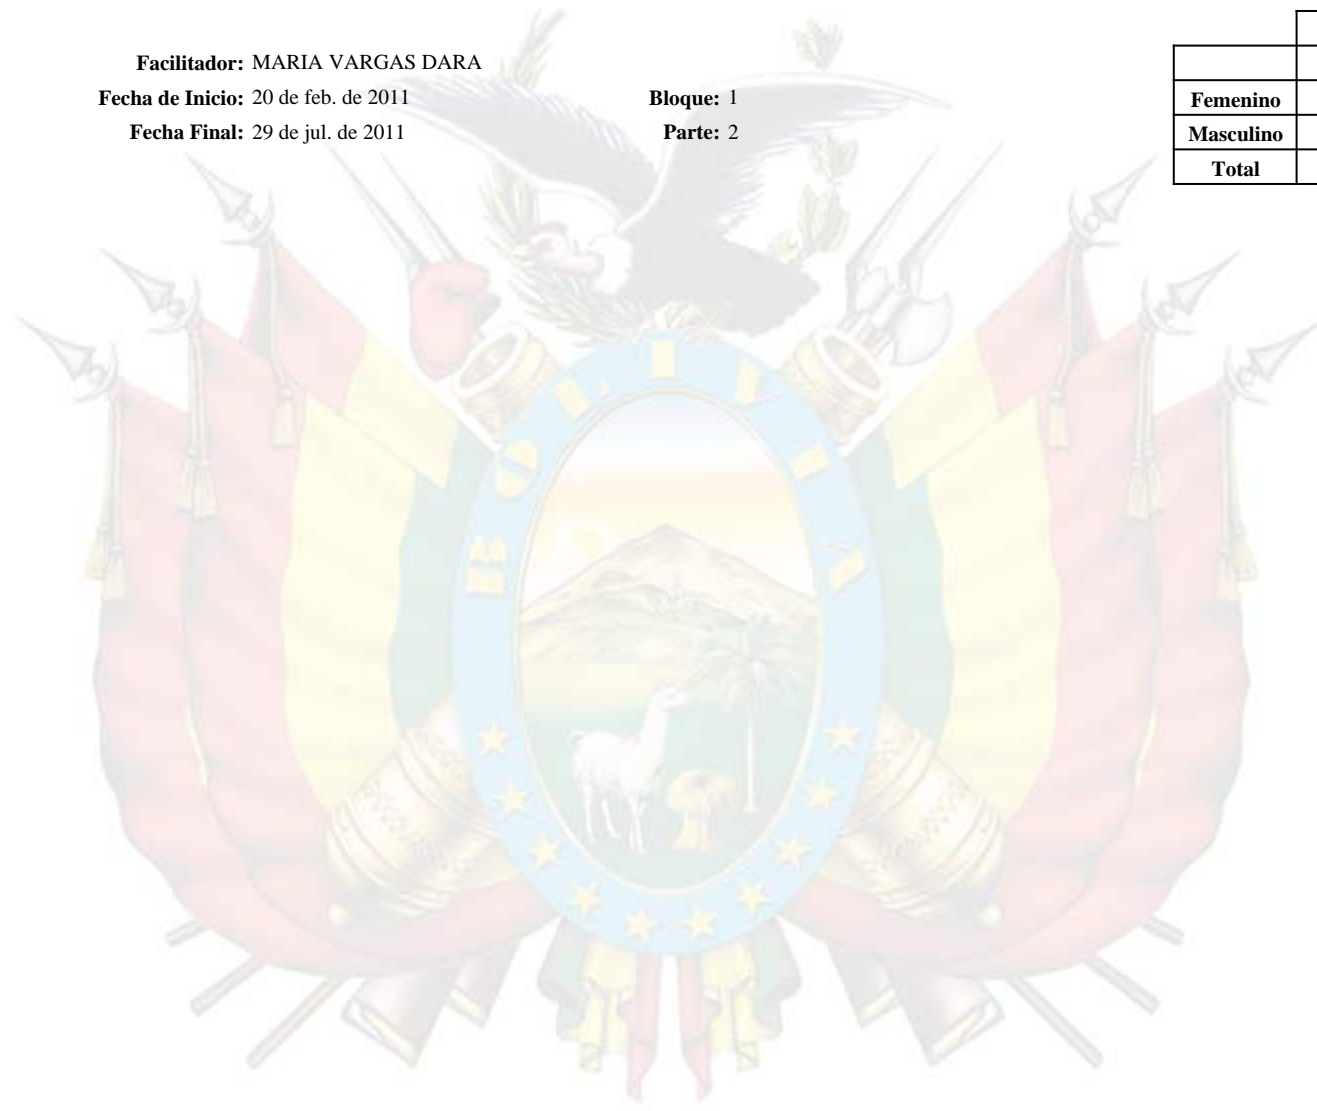 Facilitador: MARIA VARGAS DARA
Fecha de Inicio: 20 de feb. de 2011 Bloque: 1
Fecha Final: 29 de jul. de 2011 Parte: 2
Femenino
Masculino
Total
BOLIVIA